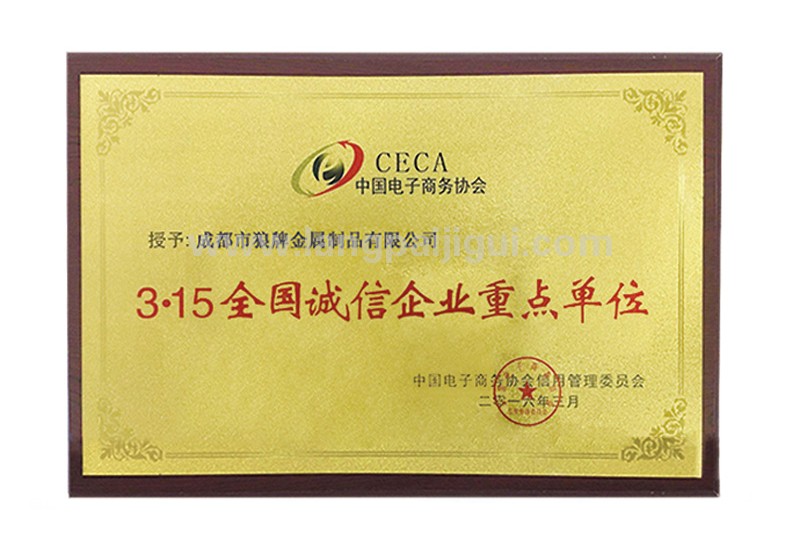 CECA
中国电子商务协会
授予:成都市狼牌金属制品有限公司
www.langpaijigui.com
3·15全国诚信企业重点单位
中国电子商务协会信用管理委员会
二零一六年三月